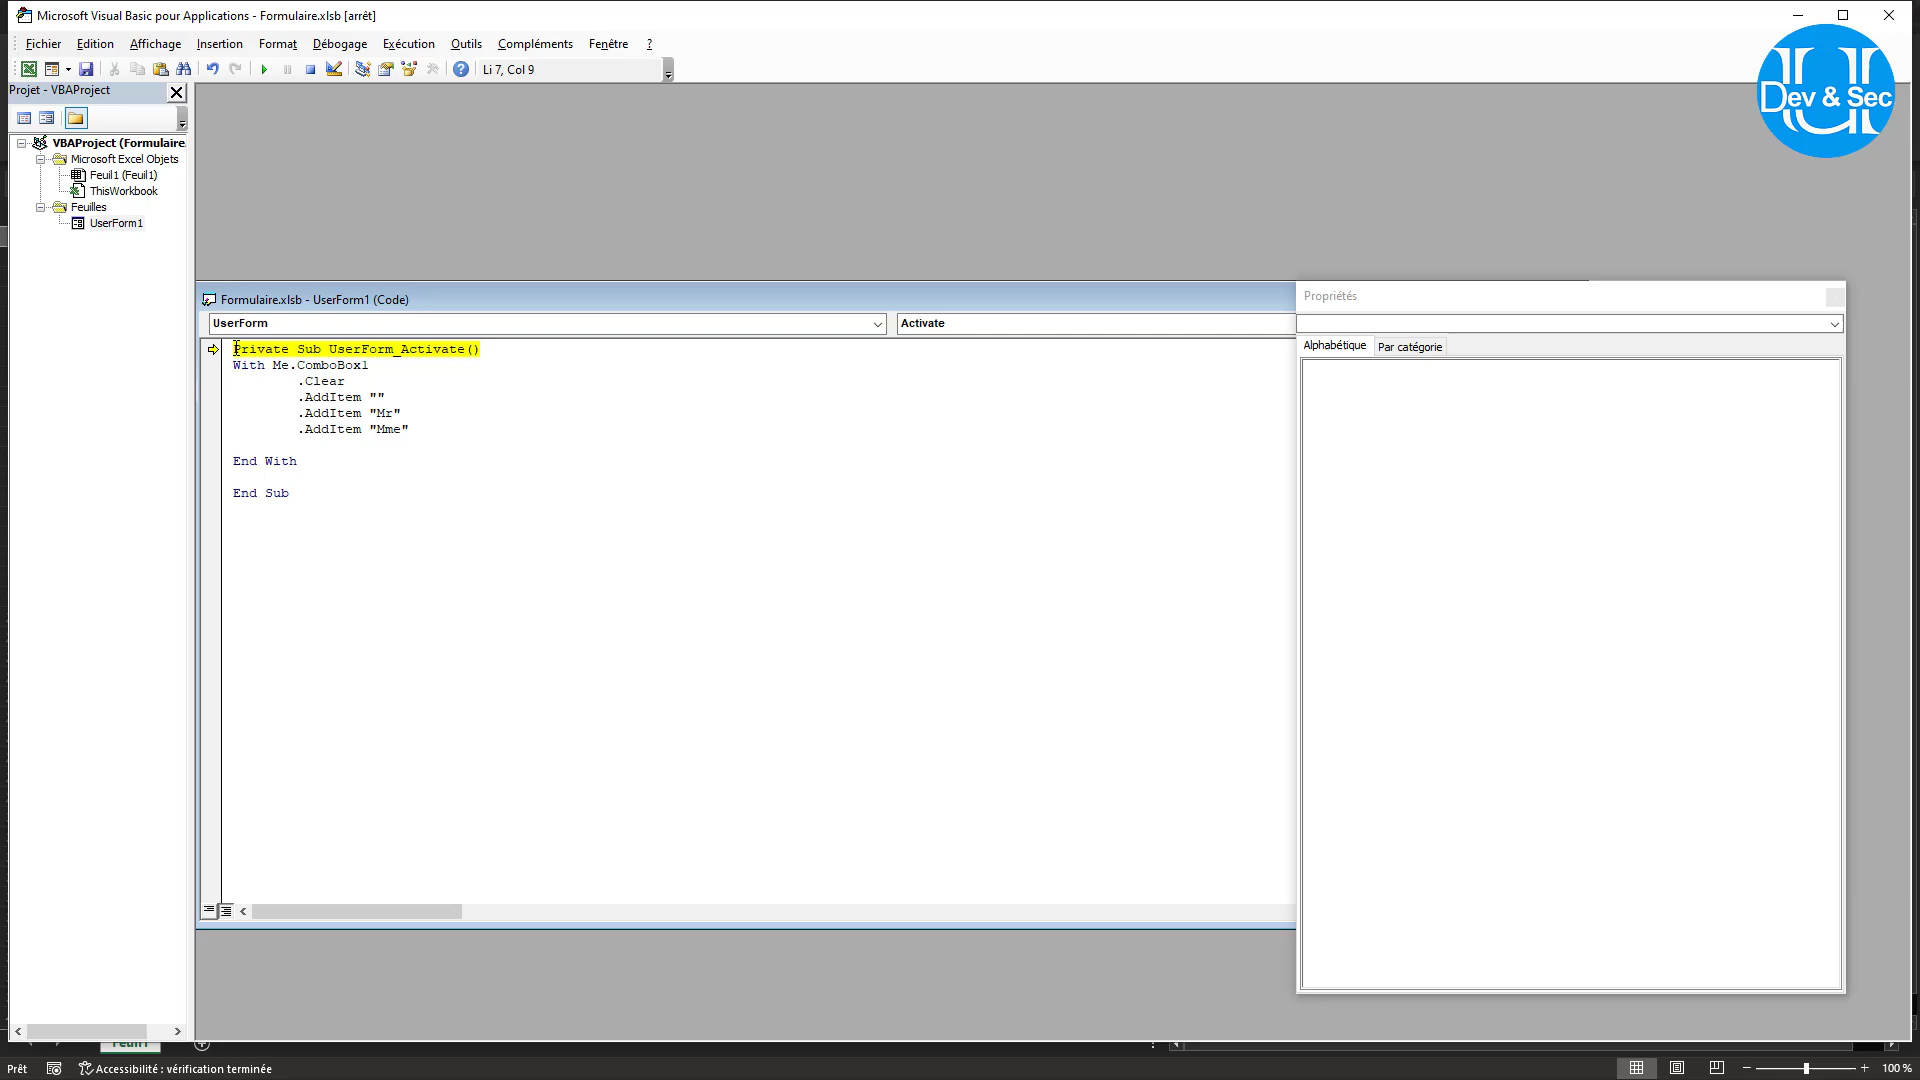 Microsoft Visual Basic pour Applications - Formulaire.xlsb [arrêt]
Fichier Edition Affichage Insertion Format Débogage Exécution Outils Compléments Fenêtre ?
Li 7, Col 9
Dev & Sec
Projet - VBAProject
VBAProject (Formulaire.
Microsoft Excel Objets
Feuil1 (Feuil1)
ThisWorkbook
Feuilles
UserForm1
Formulaire.xlsb - UserForm1 (Code)
UserForm
Activate
Private Sub UserForm_Activate()
With Me.ComboBox1
.Clear
.AddItem ""
.AddItem "Mr"
.AddItem "Mme"
End With
End Sub
Propriétés
Alphabétique Par catégorie
Feuil1
Prêt
Accessibilité : vérification terminée
100 %